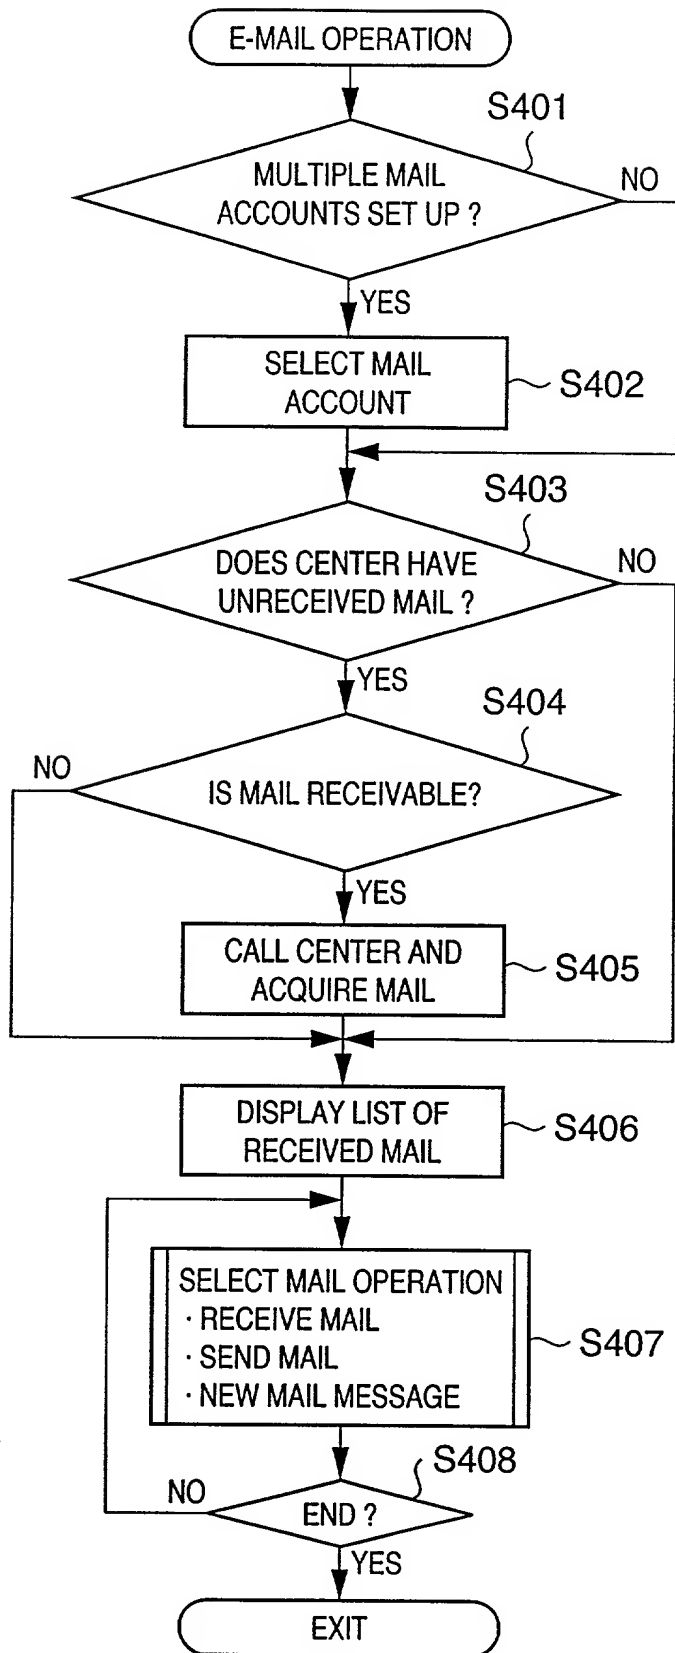 E-MAIL OPERATION
S401
MULTIPLE MAIL
ACCOUNTS SET UP ?
NO
YES
SELECT MAIL
ACCOUNT
S402
S403
DOES CENTER HAVE
UNRECEIVED MAIL ?
NO
YES
S404
NO
IS MAIL RECEIVABLE?
YES
CALL CENTER AND
ACQUIRE MAIL
S405
DISPLAY LIST OF
RECEIVED MAIL
S406
SELECT MAIL OPERATION
· RECEIVE MAIL
· SEND MAIL
· NEW MAIL MESSAGE
S407
S408
NO
END ?
YES
EXIT